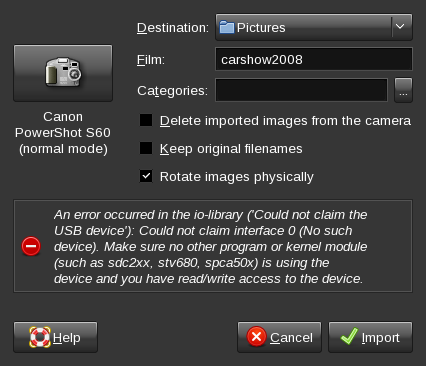 Destination: Pictures
Film: carshow2008
Categories: ...
Canon
PowerShot S60
(normal mode)
Delete imported images from the camera
Keep original filenames
Rotate images physically
An error occurred in the io-library ('Could not claim the
USB device'): Could not claim interface 0 (No such
device). Make sure no other program or kernel module
(such as sdc2xx, stv680, spca50x) is using the
device and you have read/write access to the device.
Help Cancel Import